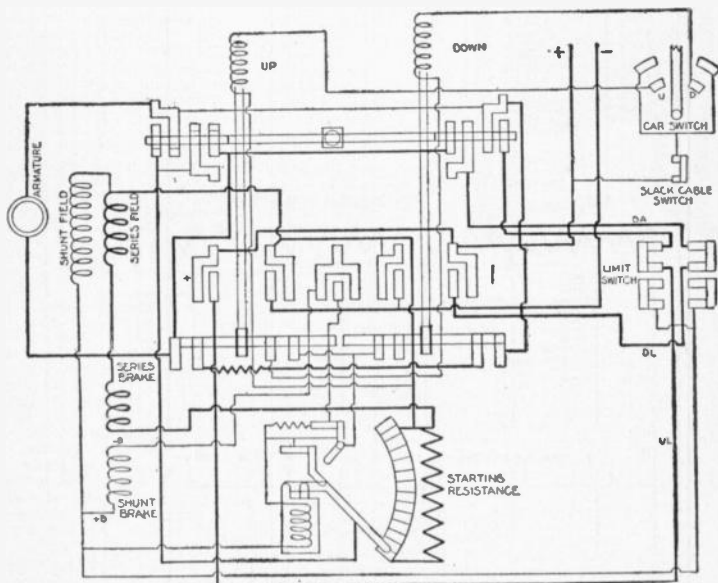 UP
DOWN
+
-
U
D
CAR SWITCH
SLACK CABLE
SWITCH
ARMATURE
SHUNT FIELD
SERIES FIELD
DA
LIMIT
SWITCH
+
-
DL
SERIES
BRAKE
-B
UL
STARTING
RESISTANCE
+B
SHUNT
BRAKE